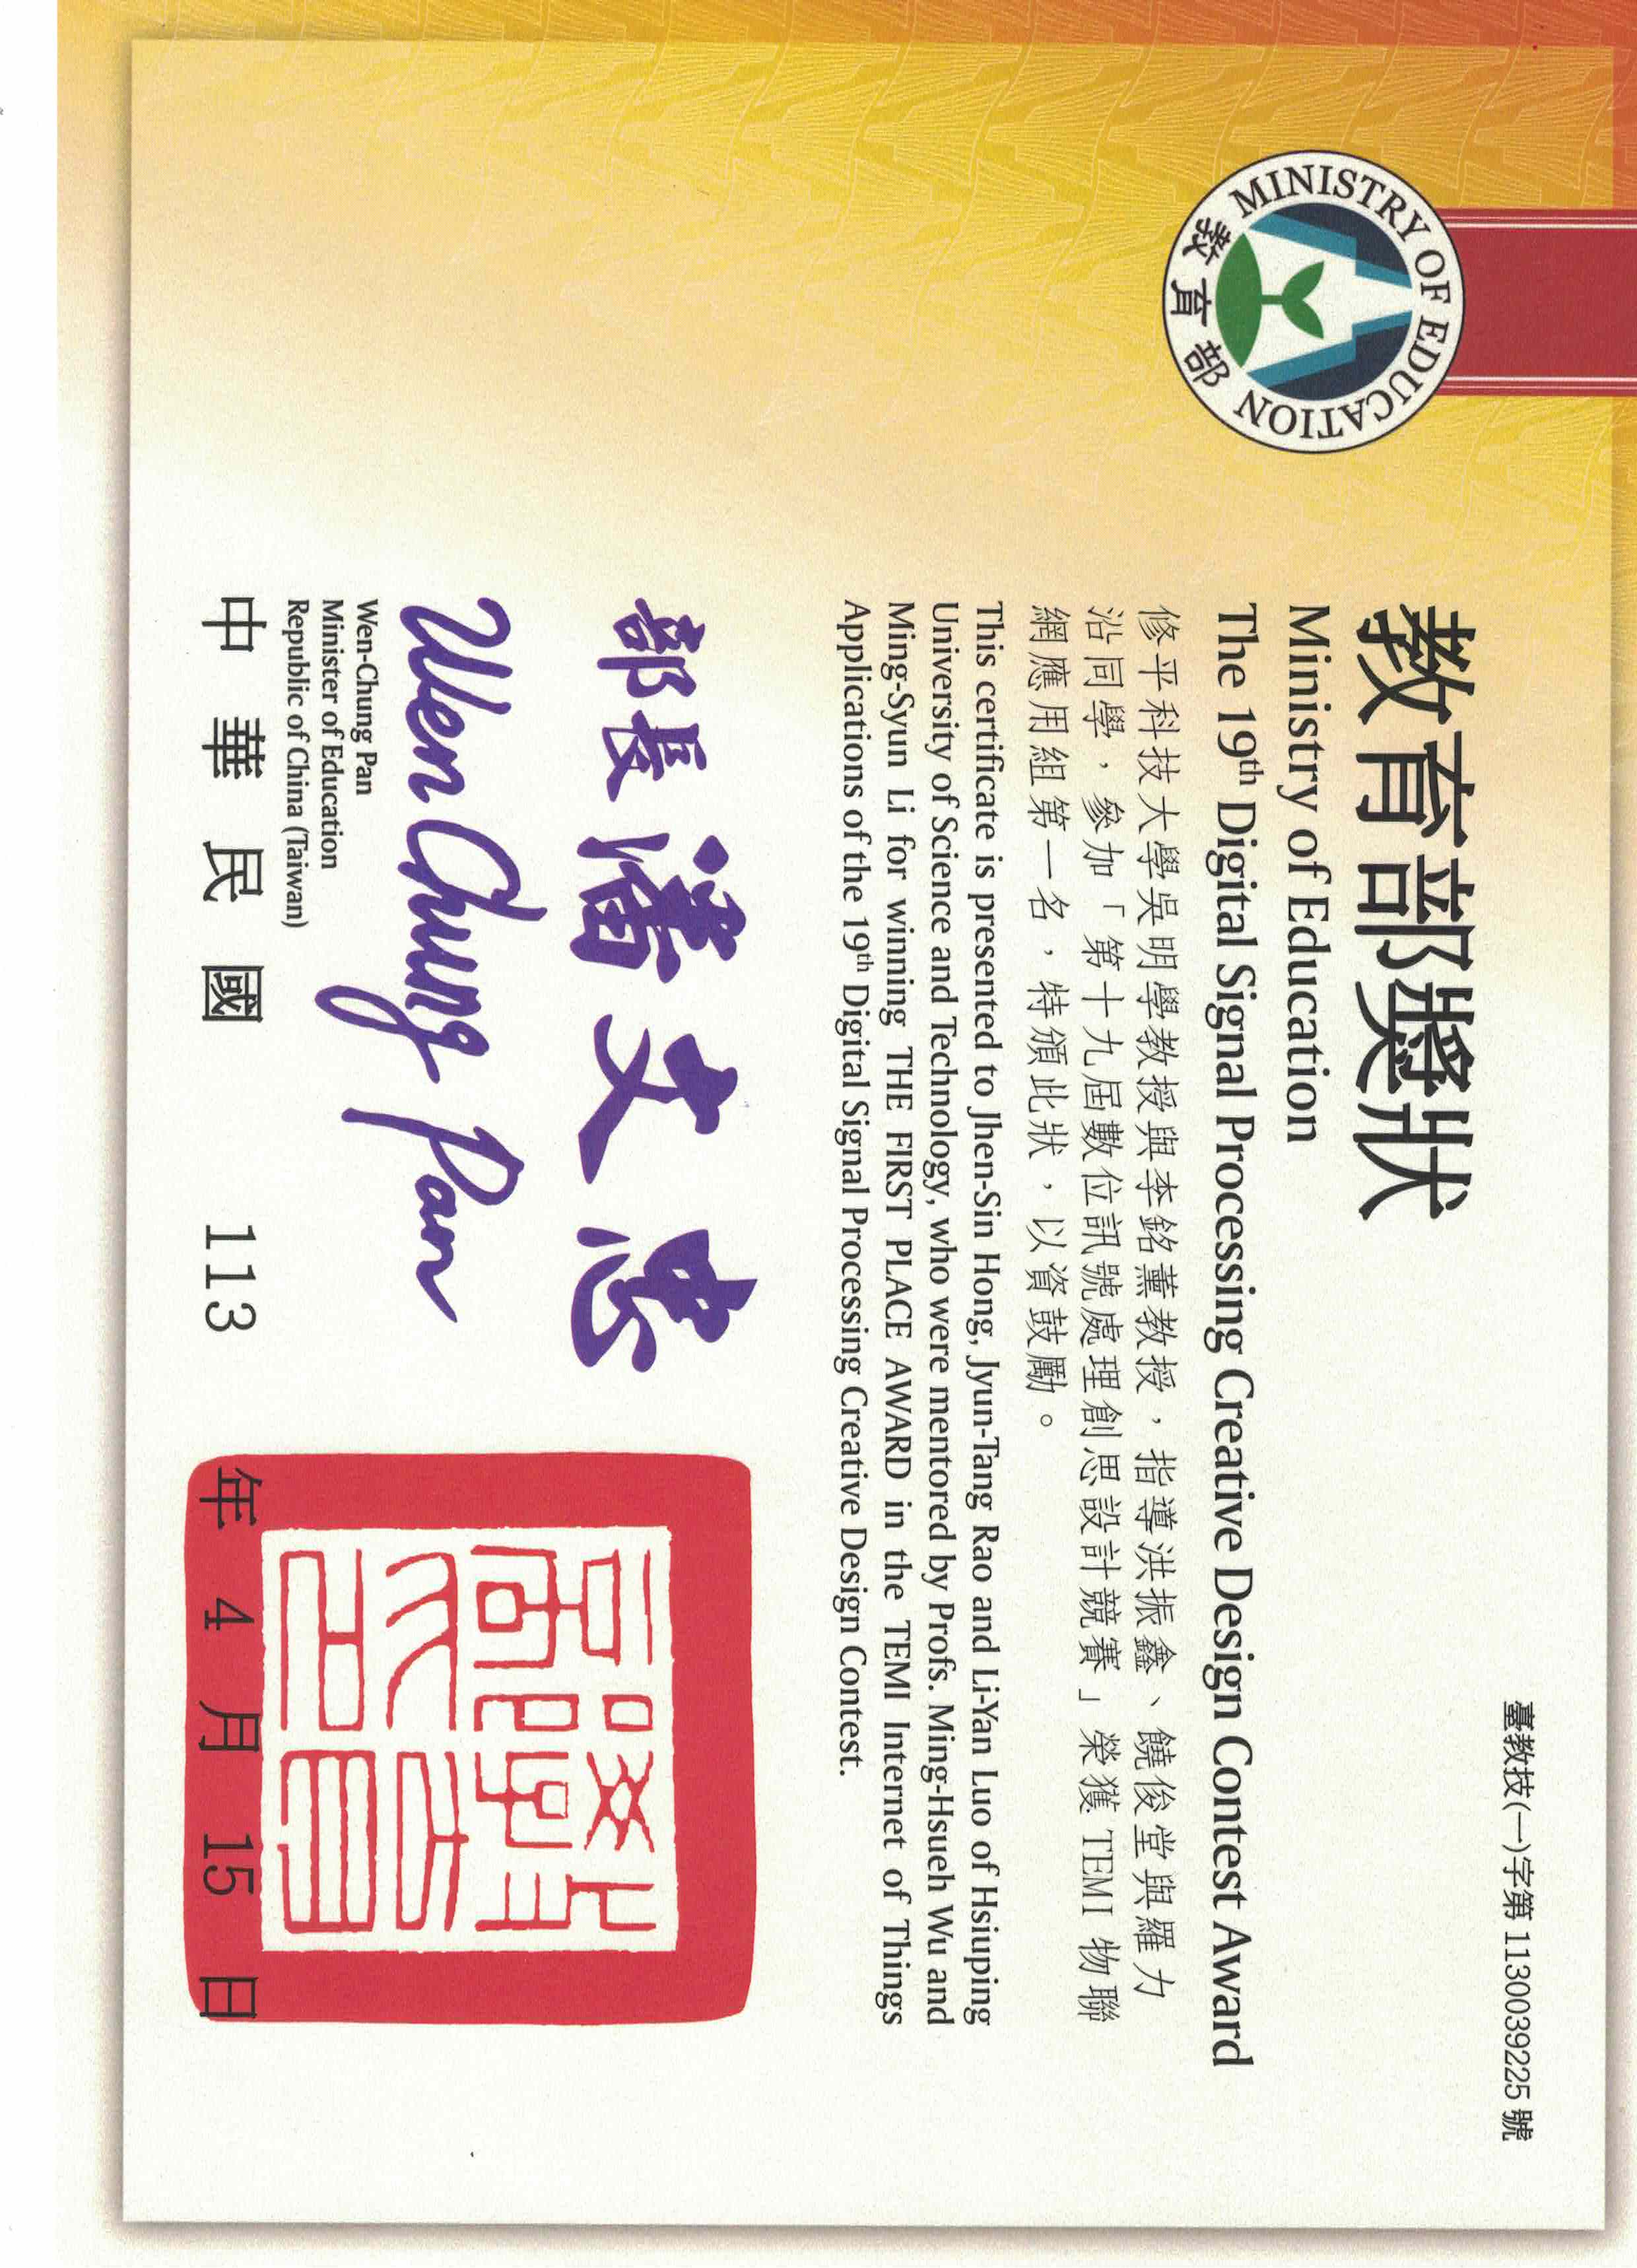 臺教技(一)字第 1130039225 號
MINISTRY OF EDUCATION
教育部
教育部獎狀
Ministry of Education
The 19th Digital Signal Processing Creative Design Contest Award
修平科技大學吳明學教授與李銘薰教授，指導洪振鑫、饒俊堂與羅力
沿同學，參加「第十九屆數位訊號處理創思設計競賽」榮獲 TEMI 物聯
網應用組第一名，特頒此狀，以資鼓勵。
This certificate is presented to Jhen-Sin Hong, Jyun-Tang Rao and Li-Yan Luo of Hsiuping
University of Science and Technology, who were mentored by Profs. Ming-Hsueh Wu and
Ming-Syun Li for winning THE FIRST PLACE AWARD in the TEMI Internet of Things
Applications of the 19th Digital Signal Processing Creative Design Contest.
部長 潘文忠
Wen Chung Pan
Wen-Chung Pan
Minister of Education
Republic of China (Taiwan)
教育部印
中華民國 113 年 4 月 15 日